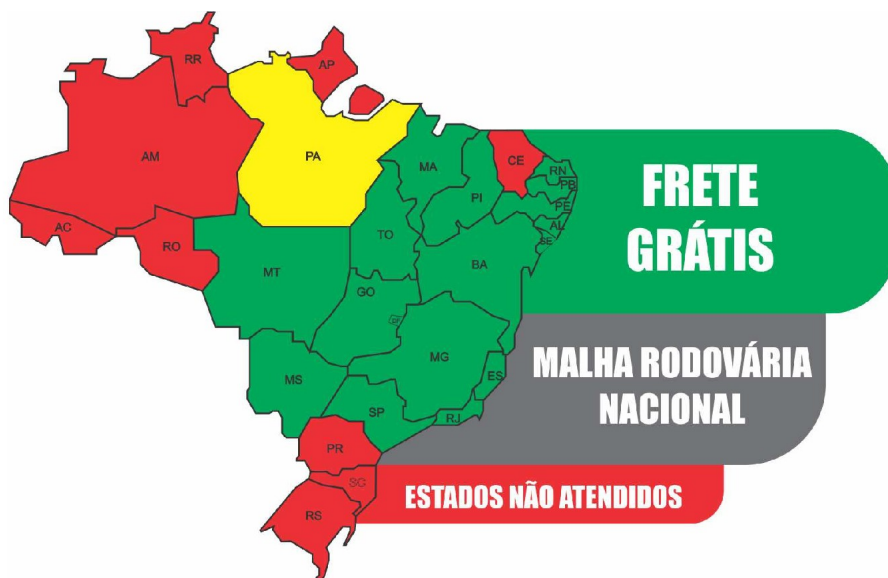 RR
AP
AM
PA
MA
CE
RN
PB
PI
PE
AL
SE
AC
RO
TO
BA
MT
GO
DF
MG
MS
ES
SP
RJ
PR
SC
RS
FRETE
GRÁTIS
MALHA RODOVÁRIA
NACIONAL
ESTADOS NÃO ATENDIDOS